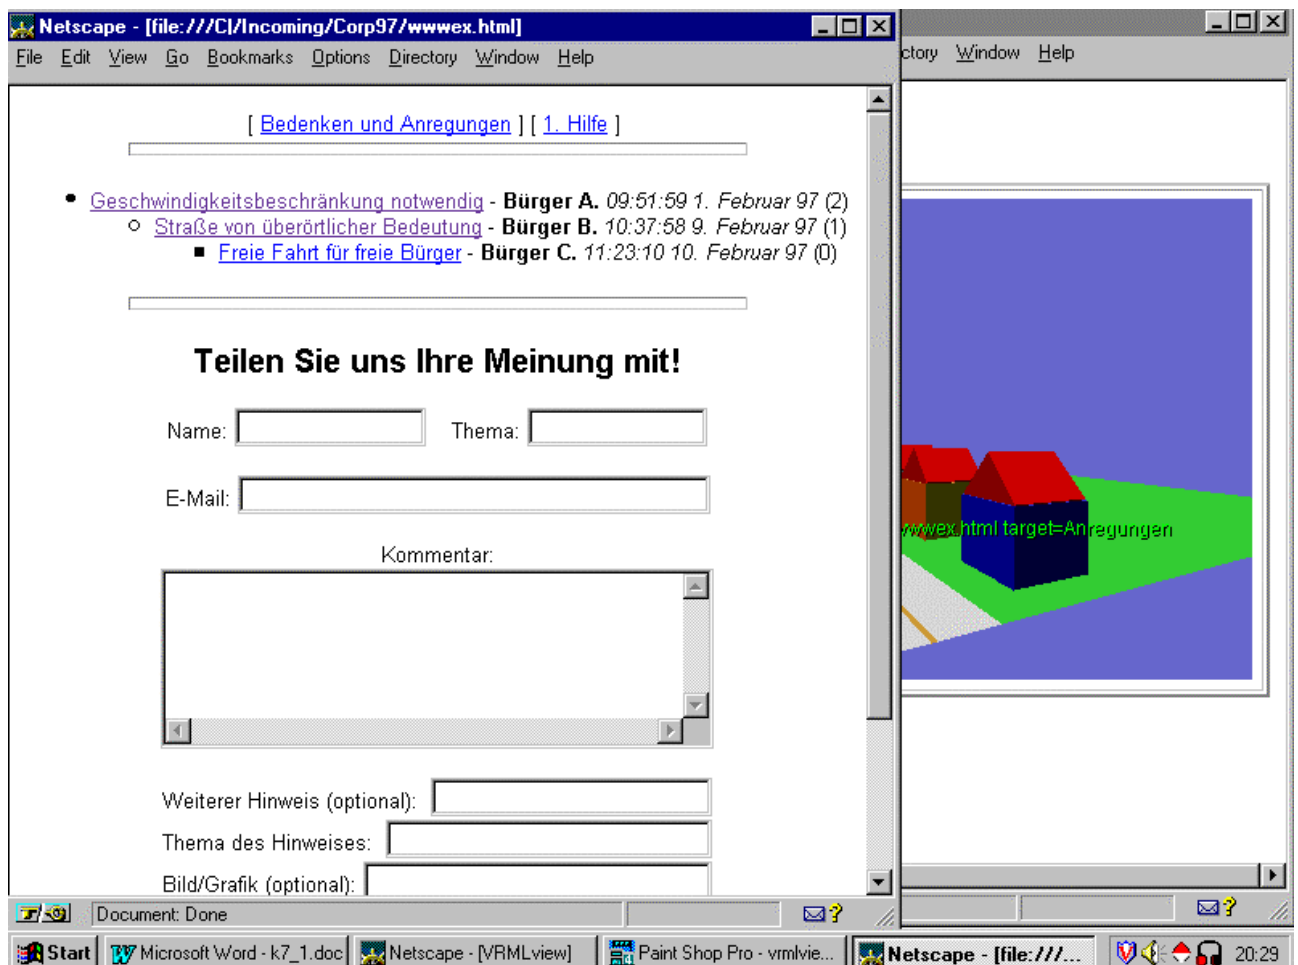 Netscape - [file:///C|/Incoming/Corp97/wwwex.html]
File Edit View Go Bookmarks Options Directory Window Help
ctory Window Help
[ Bedenken und Anregungen ] [ 1. Hilfe ]
Geschwindigkeitsbeschränkung notwendig - Bürger A. 09:51:59 1. Februar 97 (2)
Straße von überörtlicher Bedeutung - Bürger B. 10:37:58 9. Februar 97 (1)
Freie Fahrt für freie Bürger - Bürger C. 11:23:10 10. Februar 97 (0)
Teilen Sie uns Ihre Meinung mit!
Name: Thema:
E-Mail:
wwwex.html target=Anregungen
Kommentar:
Weiterer Hinweis (optional):
Thema des Hinweises:
Bild/Grafik (optional):
Document: Done
Start Microsoft Word - k7_1.doc Netscape - [VRMLview] Paint Shop Pro - vrmlvie... Netscape - [file:///... 20:29